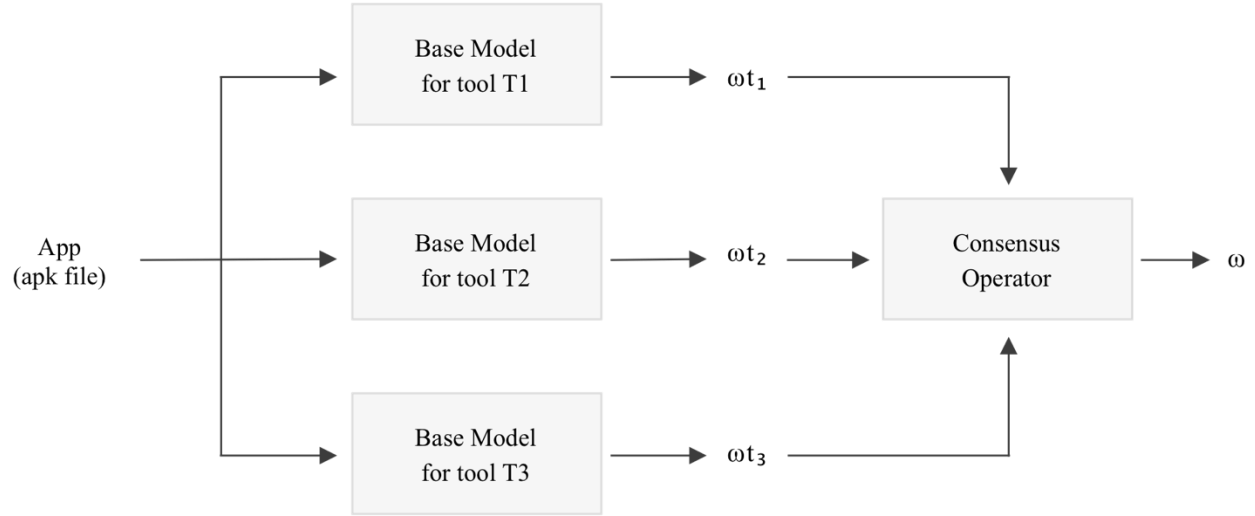 Base Model
for tool T1
ωt₁
App
(apk file)
Base Model
for tool T2
ωt₂
Consensus
Operator
ω
Base Model
for tool T3
ωt₃